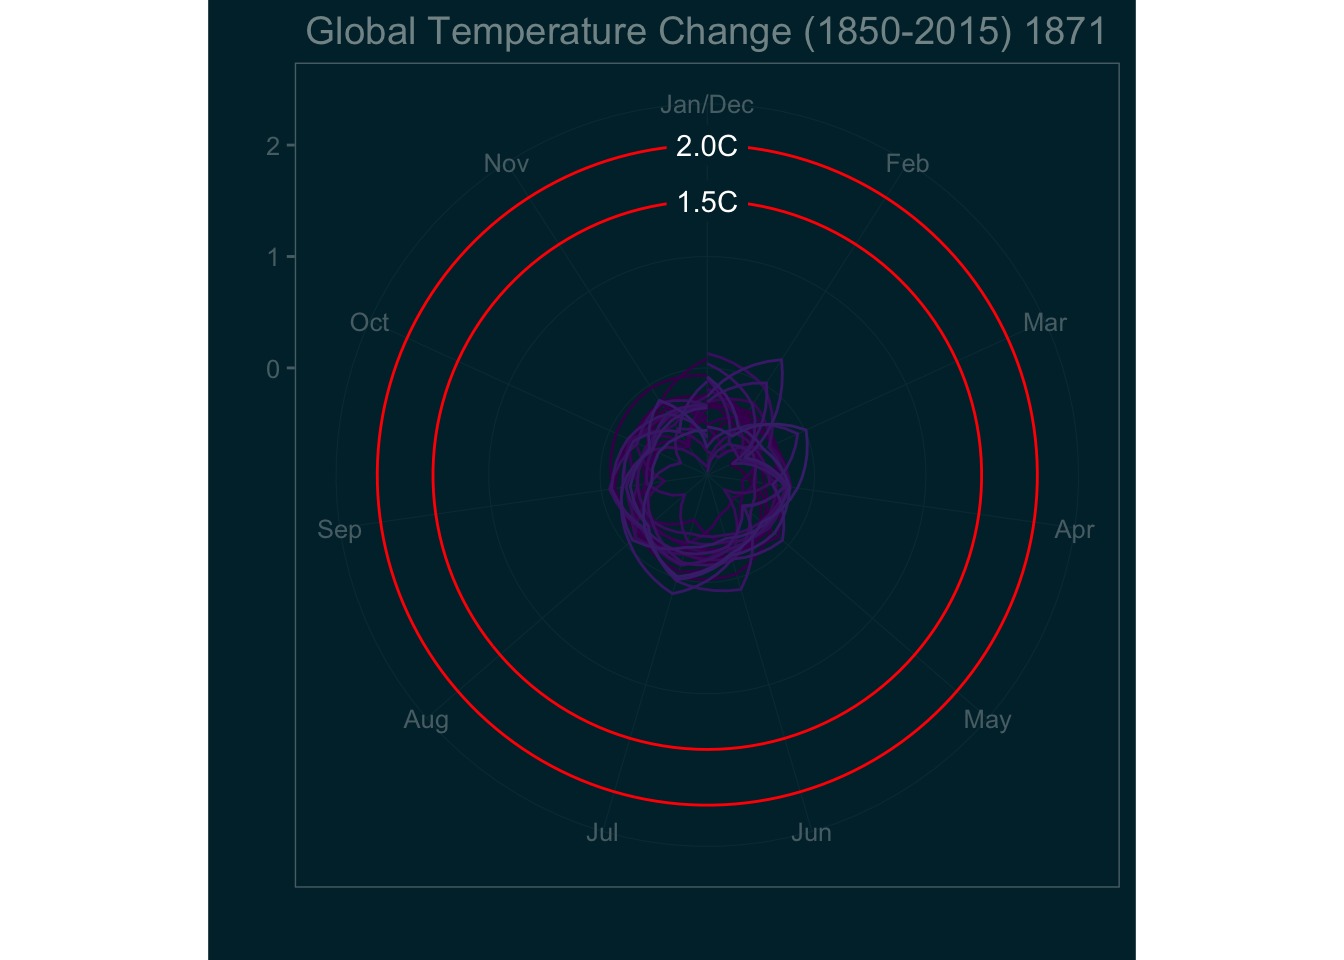 Global Temperature Change (1850-2015) 1871
Jan/Dec
2
2.0C
Nov
Feb
1.5C
1
Oct
Mar
0
Sep
Apr
Aug
May
Jul
Jun